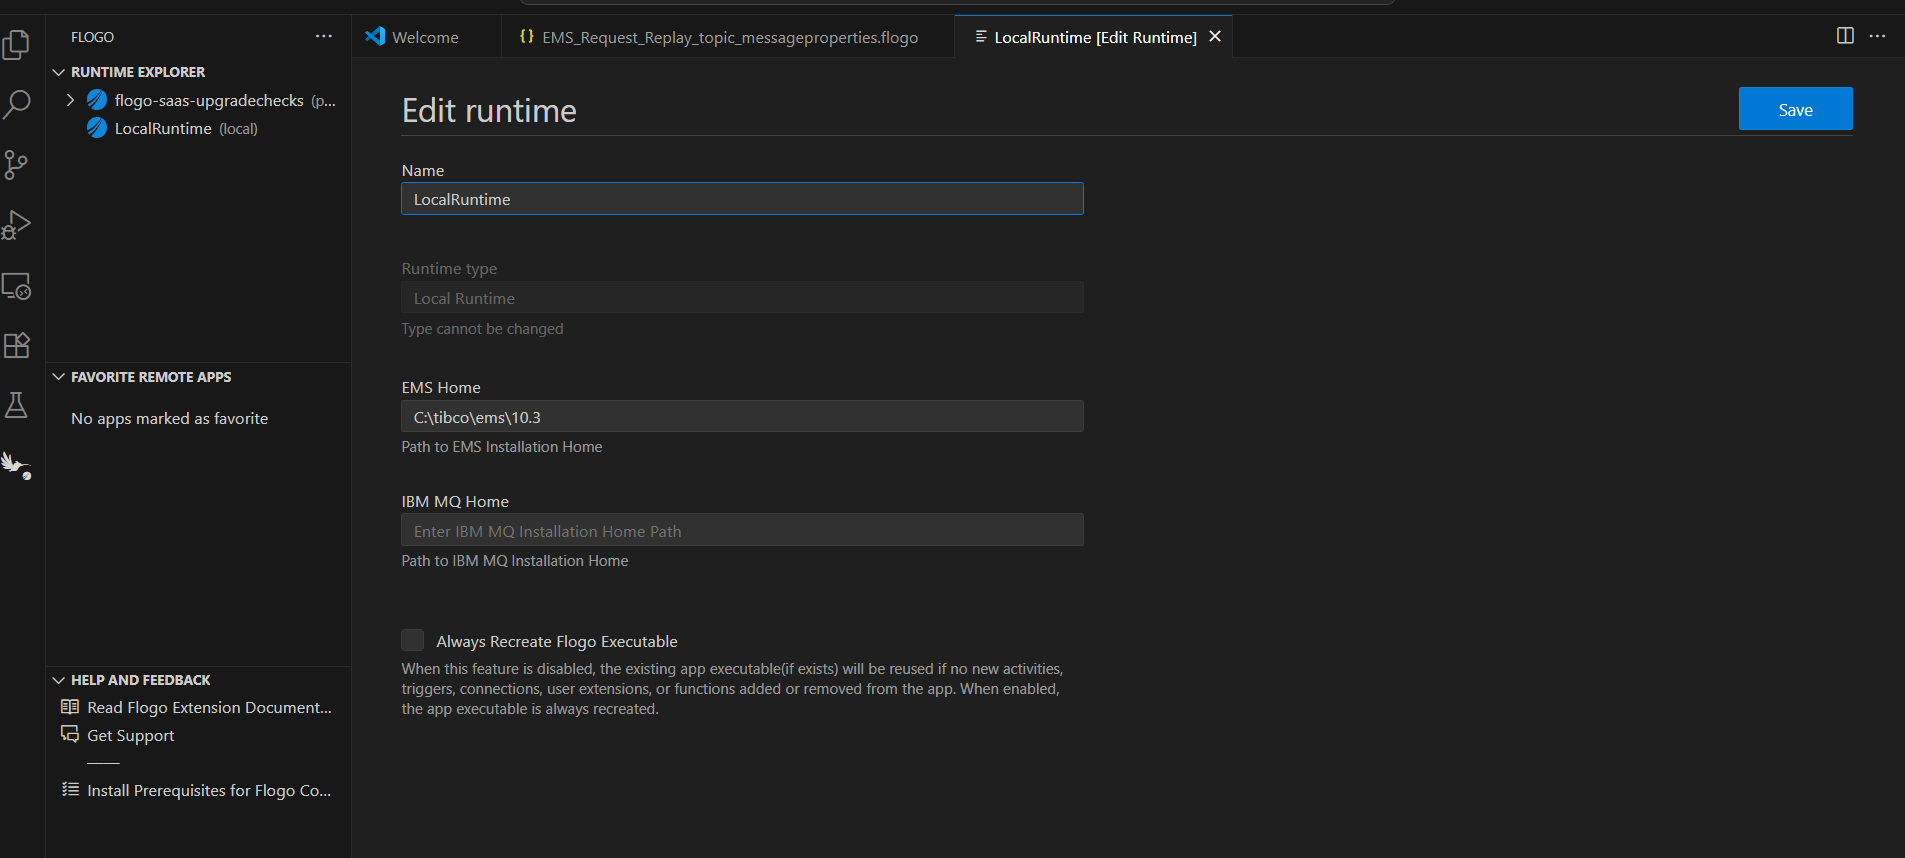 FLOGO
RUNTIME EXPLORER
flogo-saas-upgradechecks (p...
LocalRuntime (local)
FAVORITE REMOTE APPS
No apps marked as favorite
HELP AND FEEDBACK
Read Flogo Extension Document...
Get Support
Install Prerequisites for Flogo Co...
Welcome
{} EMS_Request_Replay_topic_messageproperties.flogo
LocalRuntime [Edit Runtime]
Edit runtime
Save
Name
LocalRuntime
Runtime type
Local Runtime
Type cannot be changed
EMS Home
C:\tibco\ems\10.3
Path to EMS Installation Home
IBM MQ Home
Enter IBM MQ Installation Home Path
Path to IBM MQ Installation Home
Always Recreate Flogo Executable
When this feature is disabled, the existing app executable(if exists) will be reused if no new activities,
triggers, connections, user extensions, or functions added or removed from the app. When enabled,
the app executable is always recreated.